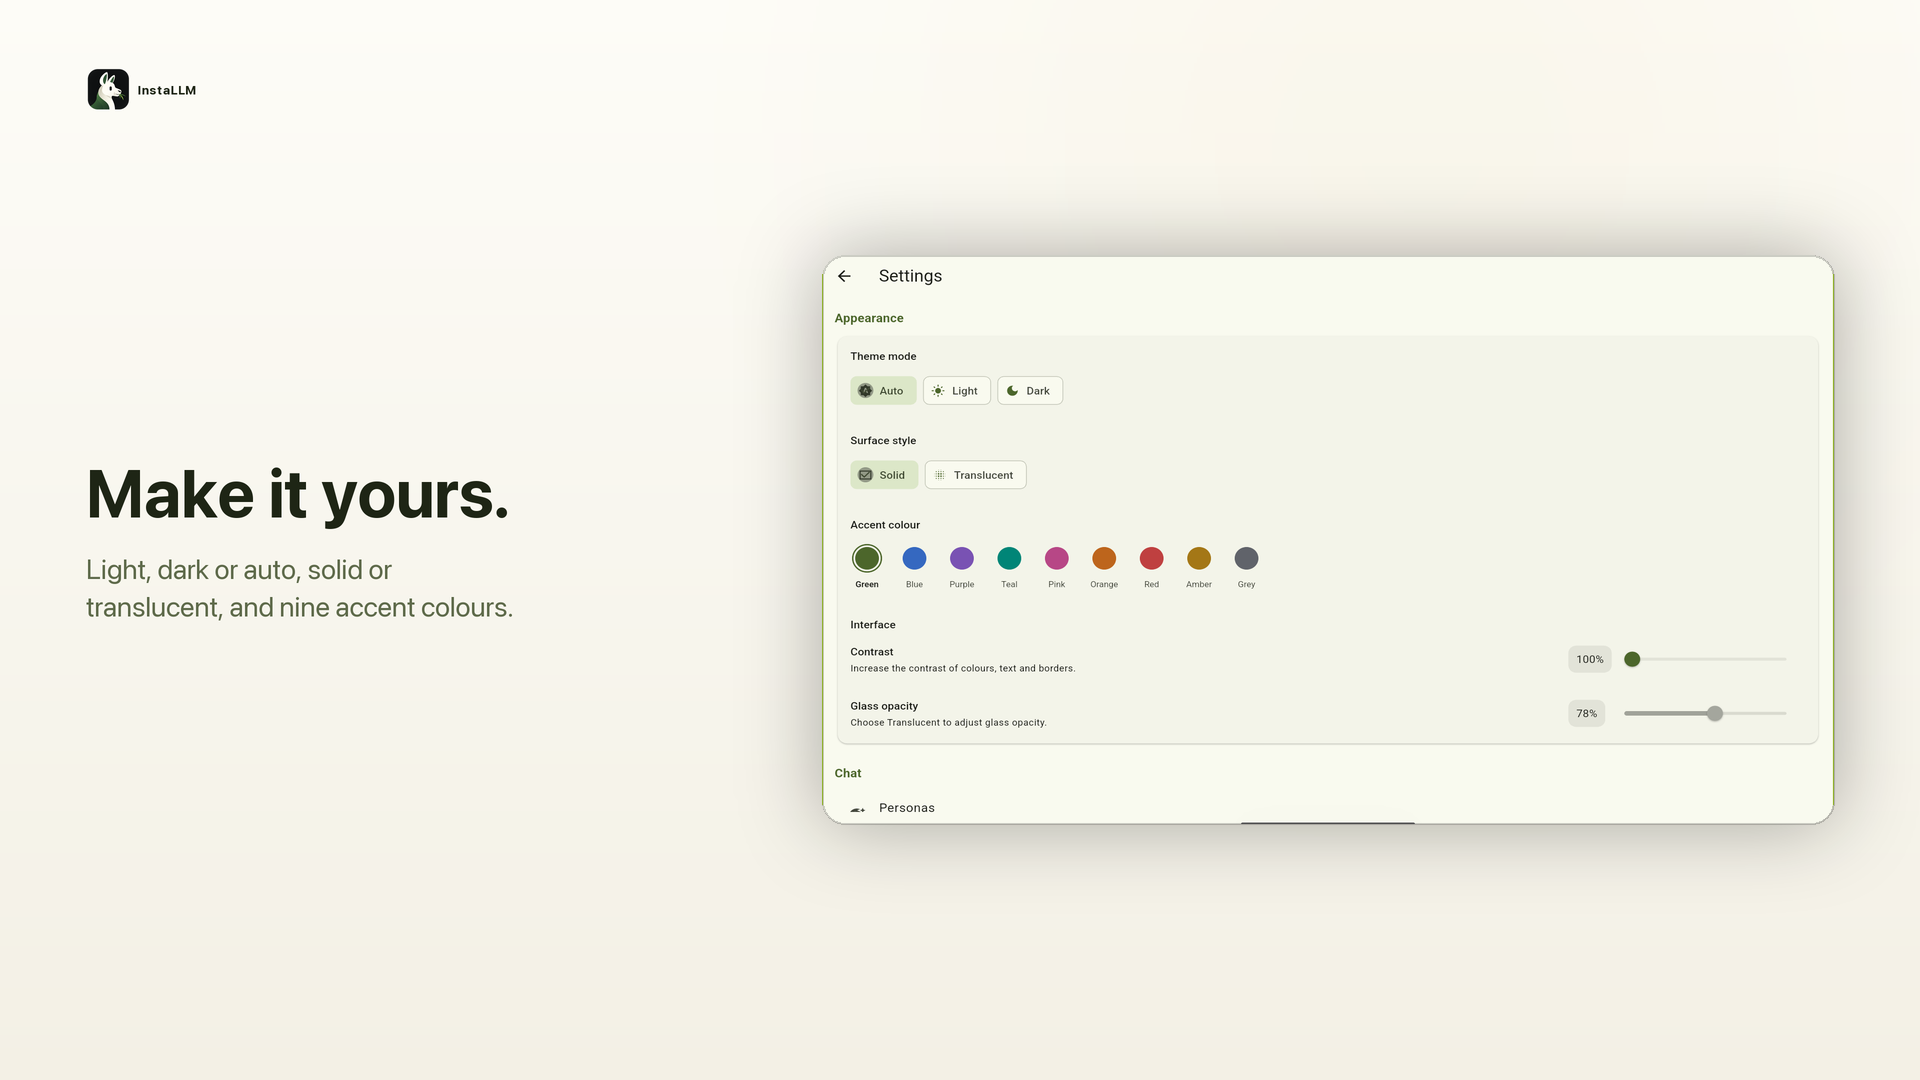 InstaLLM
Make it yours.
Light, dark or auto, solid or
translucent, and nine accent colours.
Settings
Appearance
Theme mode
Auto Light Dark
Surface style
Solid Translucent
Accent colour
Green Blue Purple Teal Pink Orange Red Amber Grey
Interface
Contrast
Increase the contrast of colours, text and borders.
100%
Glass opacity
Choose Translucent to adjust glass opacity.
78%
Chat
Personas